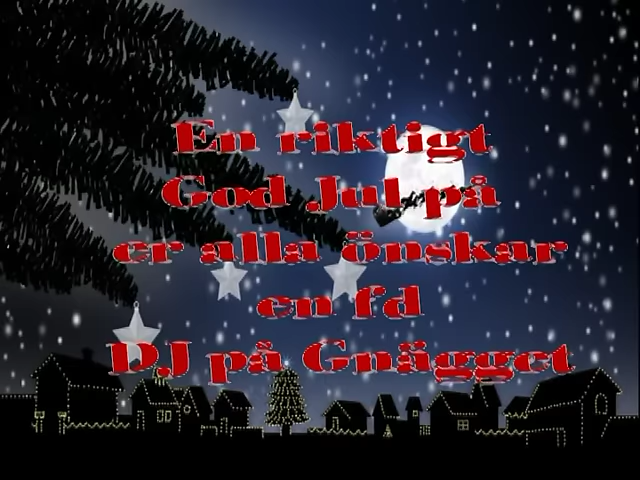 En riktigt
God Jul på
er alla önskar
en fd
DJ på Gnägget